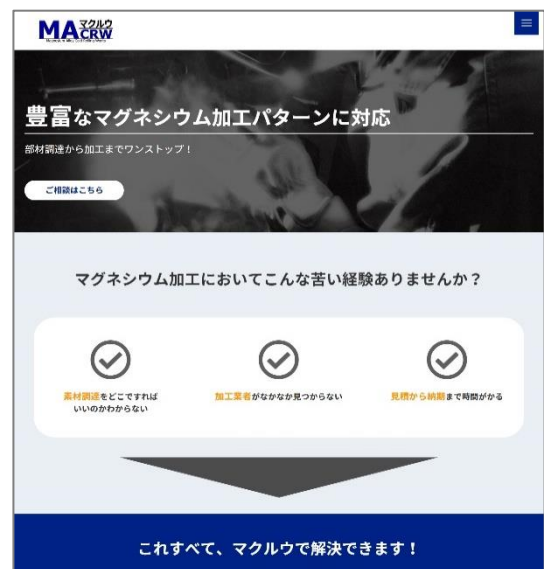 MA マクルウ
CRW
豊富なマグネシウム加工パターンに対応
部材調達から加工までワンストップ！
ご相談はこちら
マグネシウム加工においてこんな苦い経験ありませんか？
素材調達をどこですれば
いいのかわからない
加工業者がなかなか見つからない
見積から納期まで時間がかる
これすべて、マクルウで解決できます！